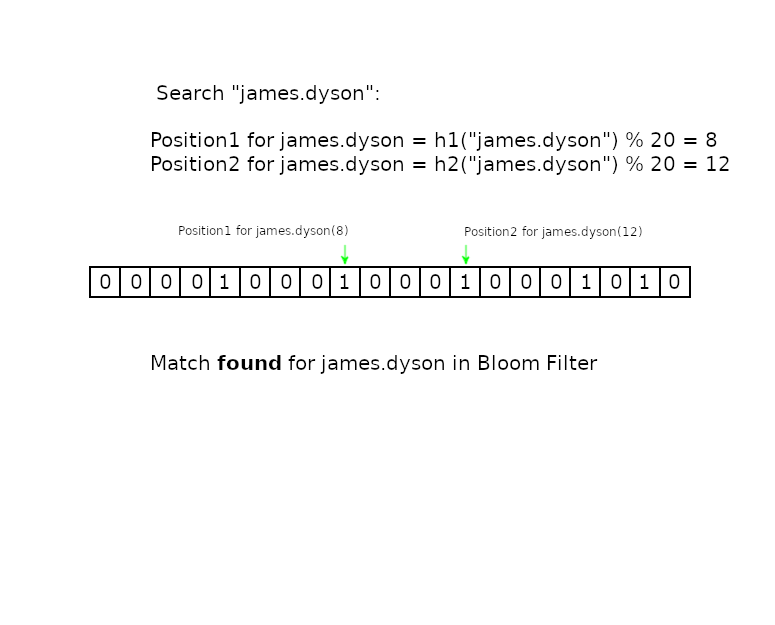 Search "james.dyson":
Position1 for james.dyson = h1("james.dyson") % 20 = 8
Position2 for james.dyson = h2("james.dyson") % 20 = 12
Position1 for james.dyson(8) Position2 for james.dyson(12)
0 0 0 0 1 0 0 0 1 0 0 0 1 0 0 0 1 0 1 0
Match found for james.dyson in Bloom Filter